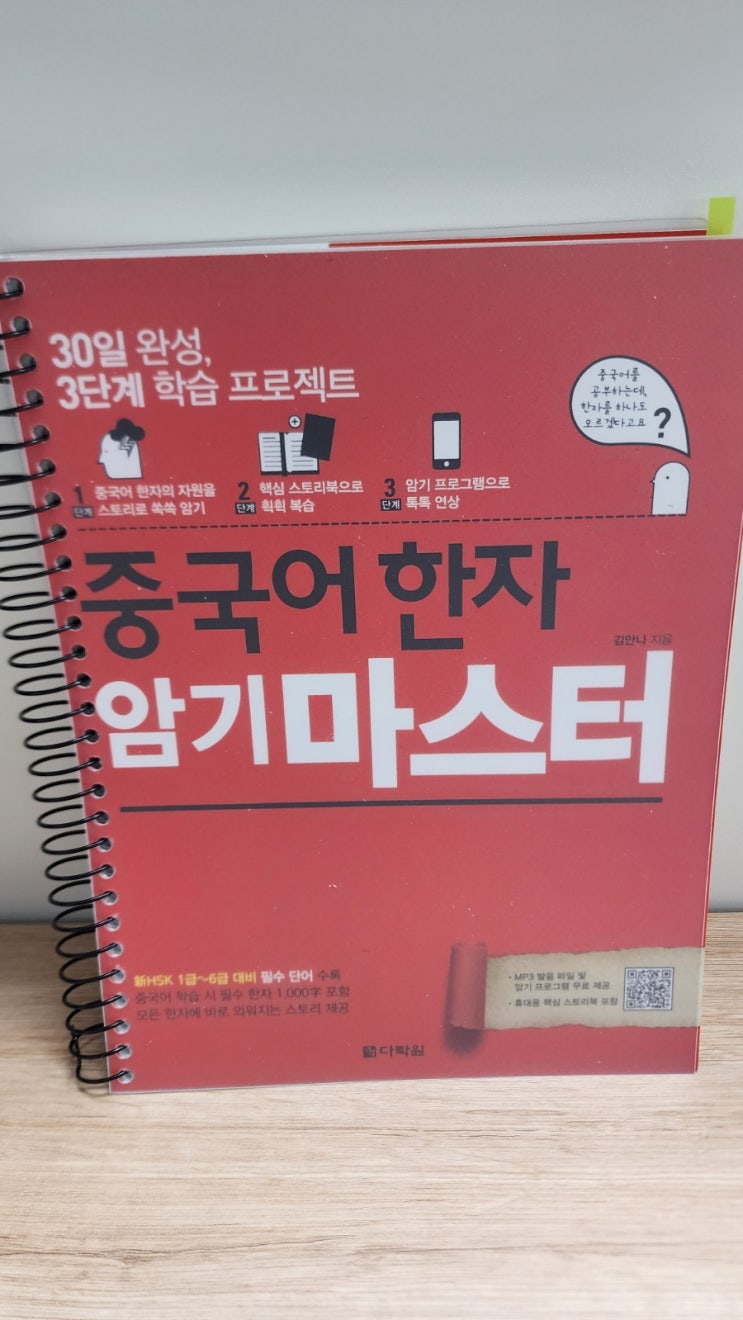 30일 완성,
3단계 학습 프로젝트
중국어를
공부하는데,
한자를 하나도
모르겠다고요
?
1
단계
중국어 한자의 자원을
스토리로 쏙쏙 암기
2
단계
핵심 스토리북으로
휙휙 복습
3
단계
암기 프로그램으로
톡톡 연상
중국어 한자
김안나 지음
암기마스터
新HSK 1급~6급 대비 필수 단어 수록
중국어 학습 시 필수 한자 1,000字 포함
모든 한자에 바로 외워지는 스토리 제공
· MP3 발음 파일 및
암기 프로그램 무료 제공
· 휴대용 핵심 스토리북 포함
다락원